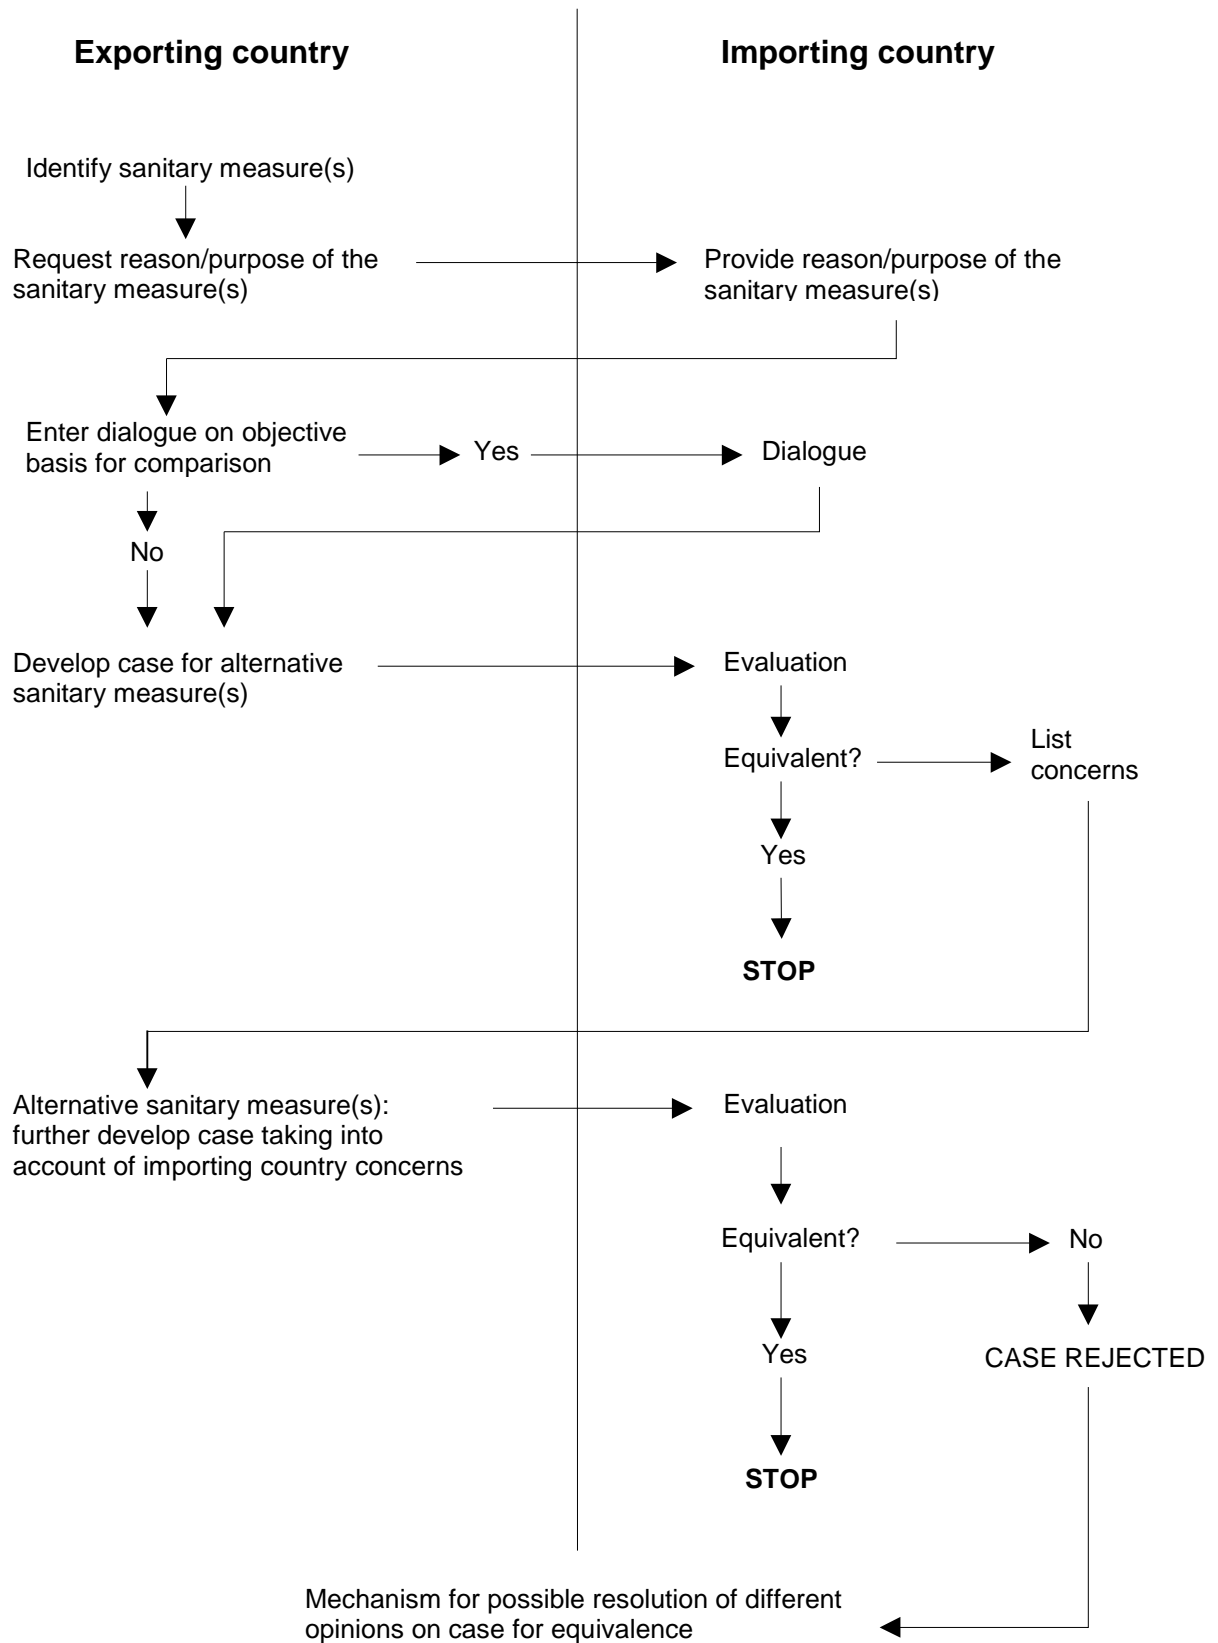 Exporting country
Importing country
Identify sanitary measure(s)
Request reason/purpose of the
sanitary measure(s)
Provide reason/purpose of the
sanitary measure(s)
Enter dialogue on objective
basis for comparison
Yes
Dialogue
No
Develop case for alternative
sanitary measure(s)
Evaluation
Equivalent?
List
concerns
Yes
STOP
Alternative sanitary measure(s):
further develop case taking into
account of importing country concerns
Evaluation
Equivalent?
No
Yes
CASE REJECTED
STOP
Mechanism for possible resolution of different
opinions on case for equivalence